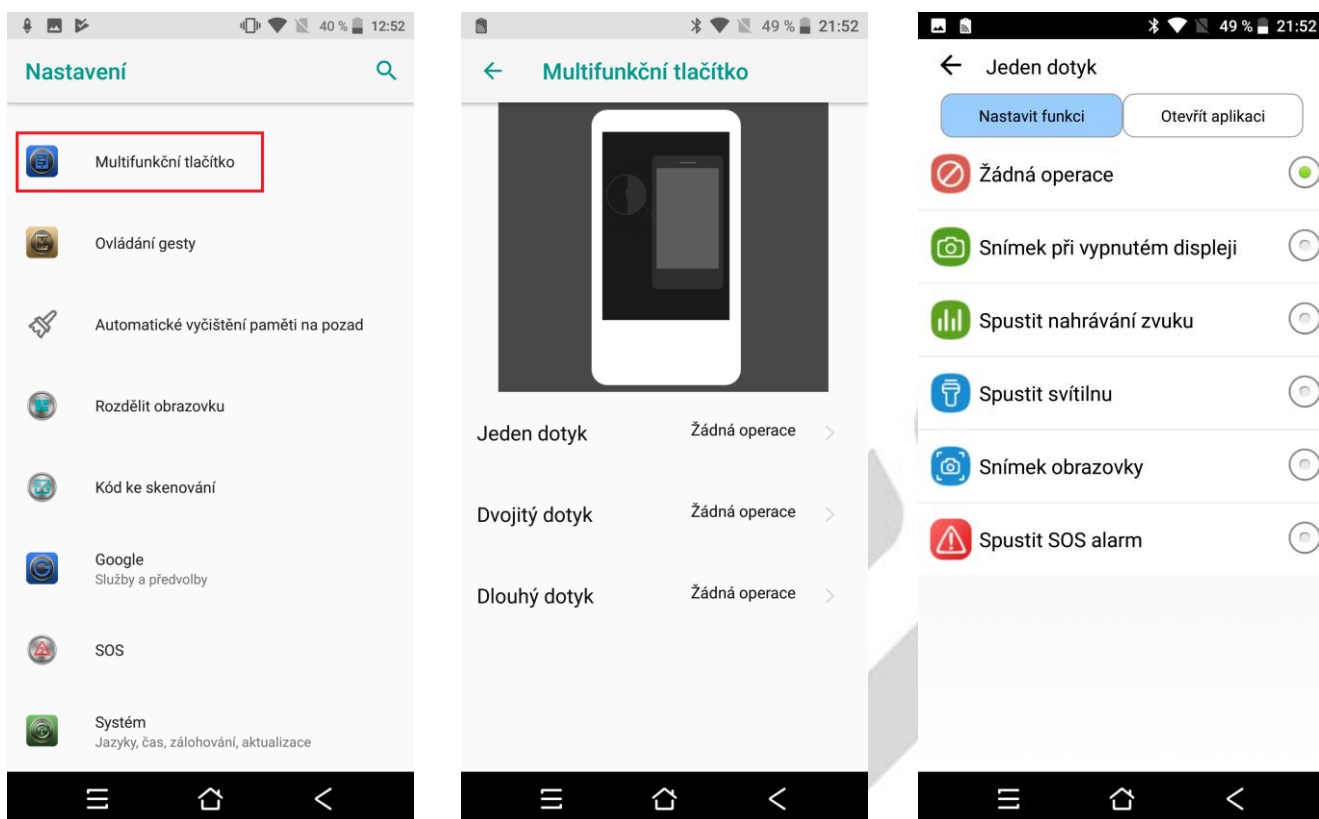 40 % 12:52
Nastavení
Multifunkční tlačítko
Ovládání gesty
Automatické vyčištění paměti na pozad
Rozdělit obrazovku
Kód ke skenování
Google
Služby a předvolby
SOS
Systém
Jazyky, čas, zálohování, aktualizace
49 % 21:52
Multifunkční tlačítko
Jeden dotyk Žádná operace
Dvojitý dotyk Žádná operace
Dlouhý dotyk Žádná operace
49 % 21:52
Jeden dotyk
Nastavit funkci Otevřít aplikaci
Žádná operace
Snímek při vypnutém displeji
Spustit nahrávání zvuku
Spustit svítilnu
Snímek obrazovky
Spustit SOS alarm